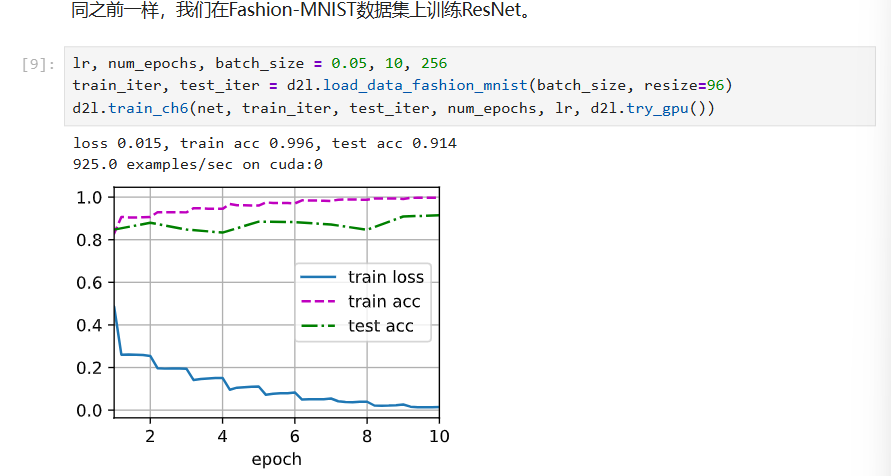 同之前一样，我们在Fashion-MNIST数据集上训练ResNet。
[9]: lr, num_epochs, batch_size = 0.05, 10, 256
train_iter, test_iter = d2l.load_data_fashion_mnist(batch_size, resize=96)
d2l.train_ch6(net, train_iter, test_iter, num_epochs, lr, d2l.try_gpu())
loss 0.015, train acc 0.996, test acc 0.914
925.0 examples/sec on cuda:0
1.0
0.8
0.6
0.4
0.2
0.0
train loss
train acc
test acc
2 4 6 8 10
epoch